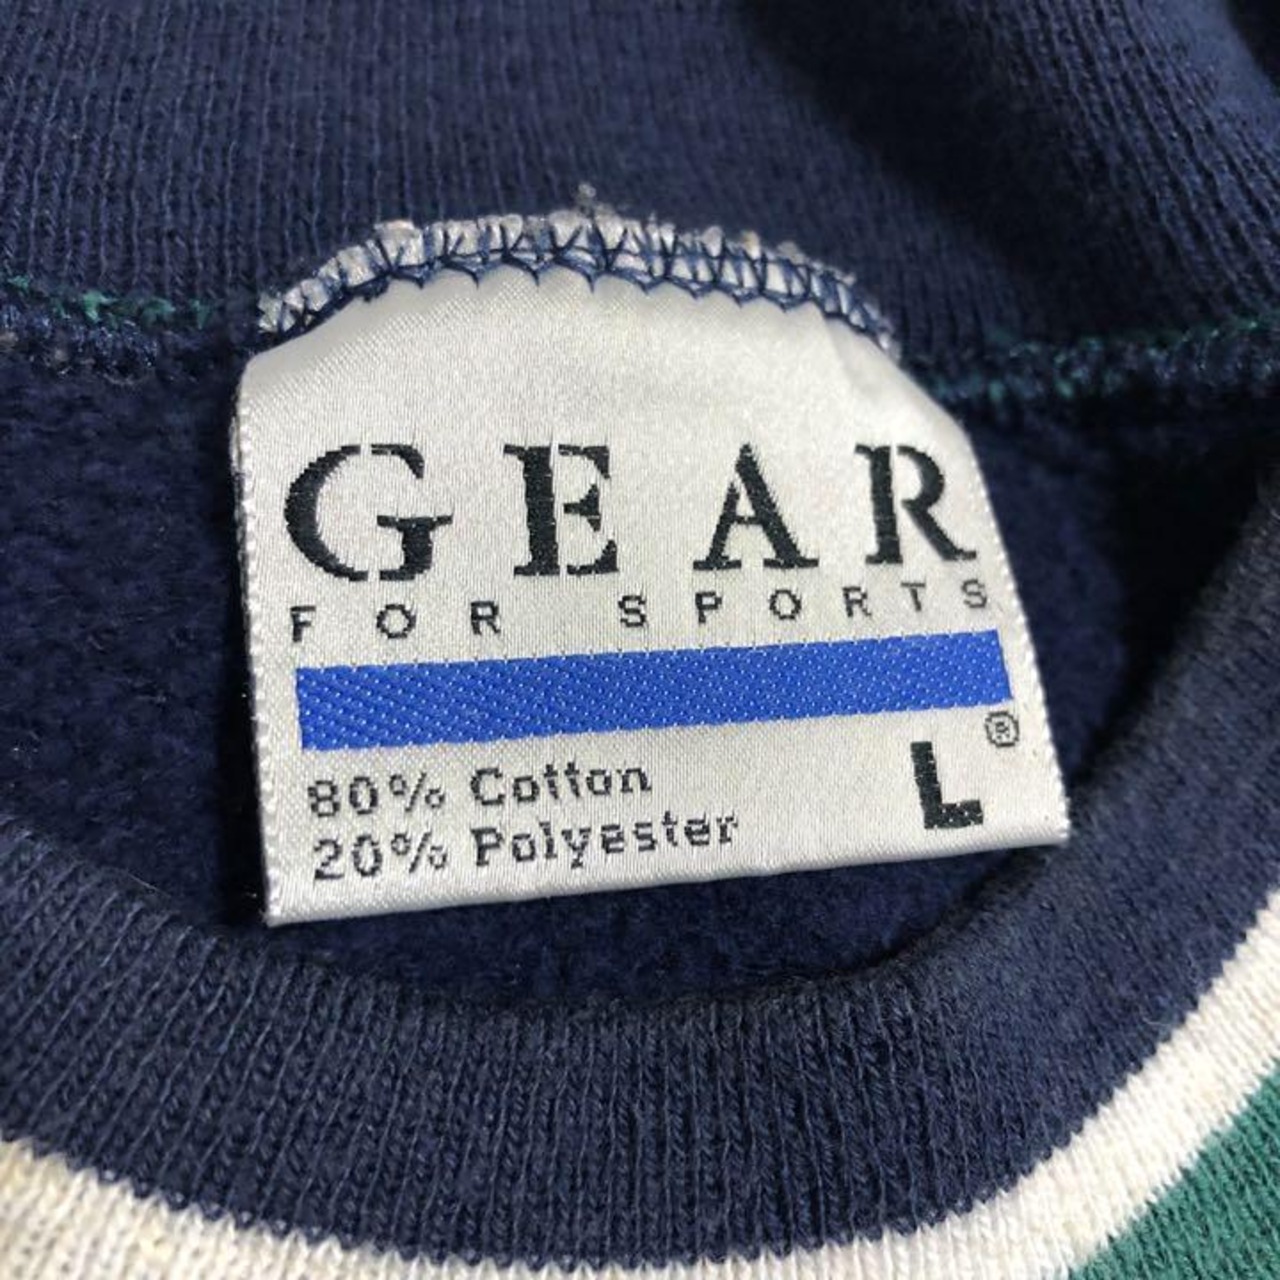 GEAR
FOR SPORTS
®
80% Cotton L
20% Polyester